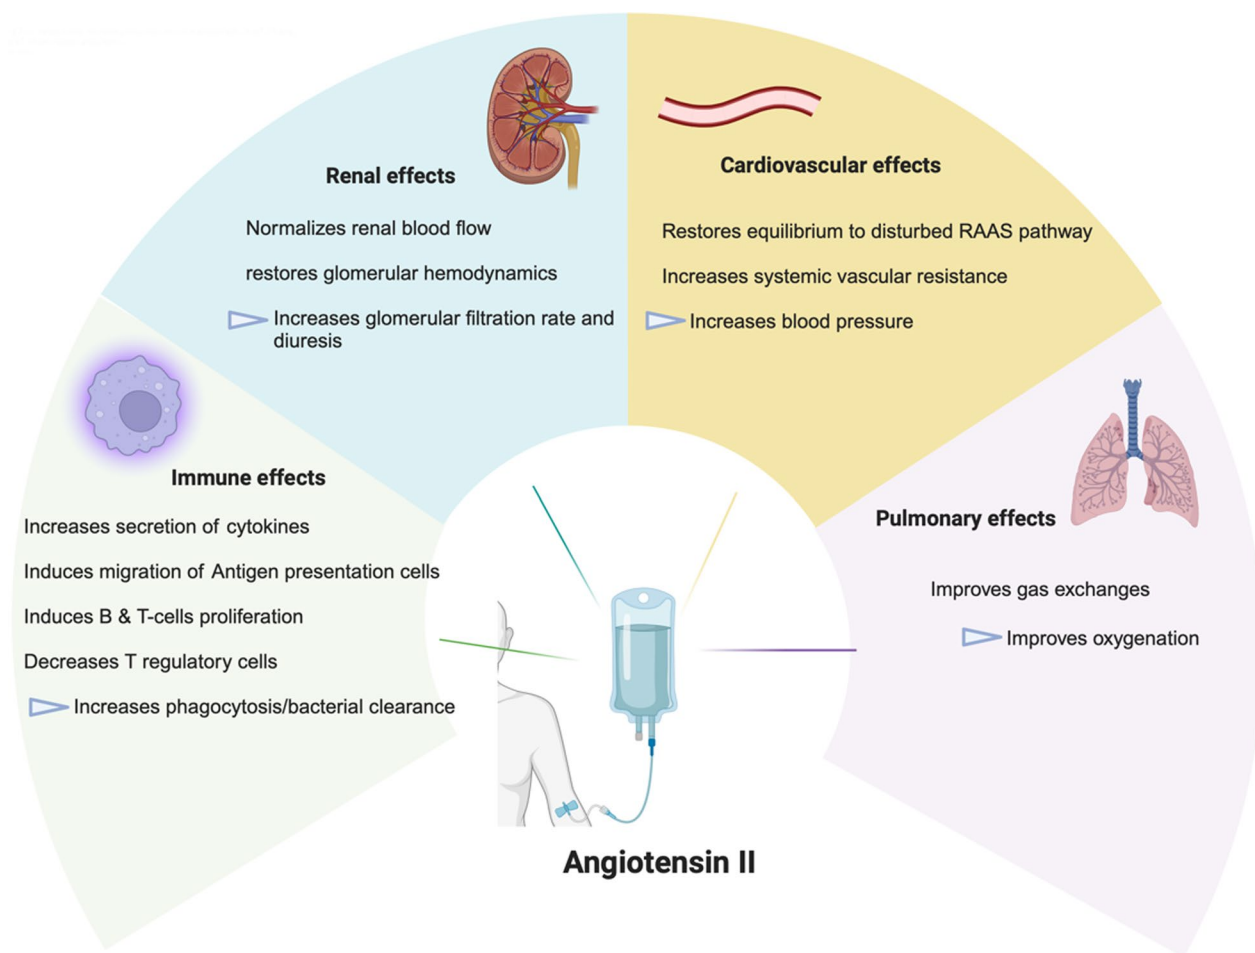 Renal effects
Normalizes renal blood flow
restores glomerular hemodynamics
Increases glomerular filtration rate and
diuresis
Cardiovascular effects
Restores equilibrium to disturbed RAAS pathway
Increases systemic vascular resistance
Increases blood pressure
Immune effects
Increases secretion of cytokines
Induces migration of Antigen presentation cells
Induces B & T-cells proliferation
Decreases T regulatory cells
Increases phagocytosis/bacterial clearance
Pulmonary effects
Improves gas exchanges
Improves oxygenation
Angiotensin II